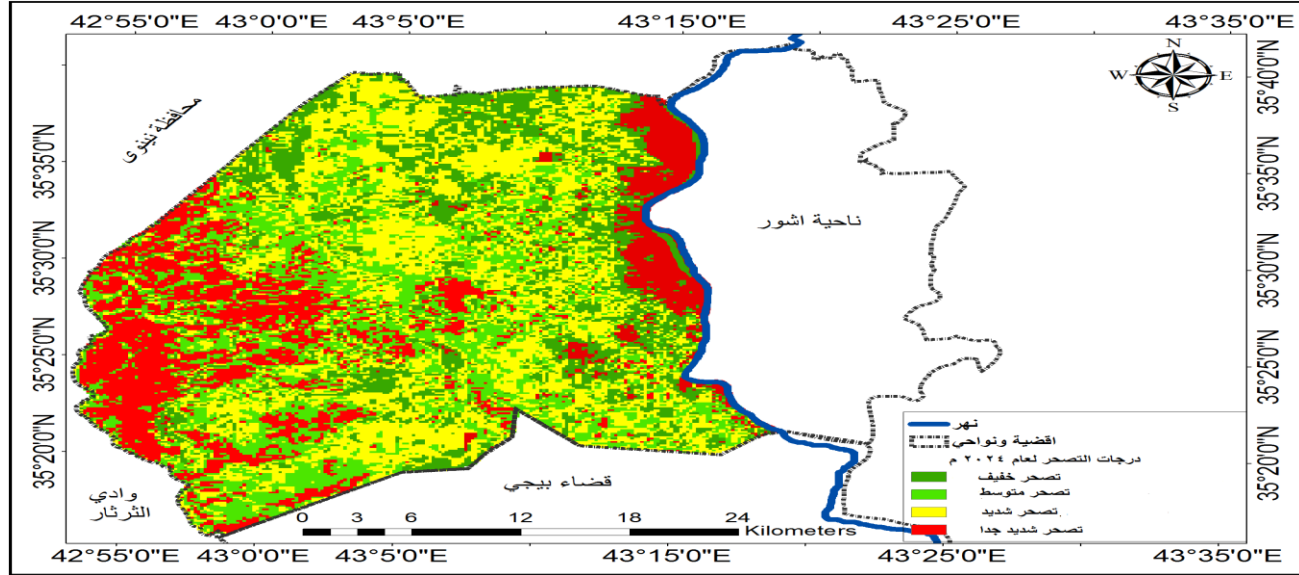 42°55'0"E 43°0'0"E 43°5'0"E 43°15'0"E 43°25'0"E 43°35'0"E
N
W E
S
35°40'0"N
محافظة نينوى
35°35'0"N 35°35'0"N
ناحية اشور
35°30'0"N 35°30'0"N
35°25'0"N 35°25'0"N
نهر
اقضية ونواحي
درجات التصحر لعام ٢٠٢٤ م
تصحر خفيف
تصحر متوسط
تصحر شديد
تصحر شديد جدا
35°20'0"N 35°20'0"N
قضاء بيجي
وادي
الثرثار
0 3 6 12 18 24
Kilometers
42°55'0"E 43°0'0"E 43°5'0"E 43°15'0"E 43°25'0"E 43°35'0"E